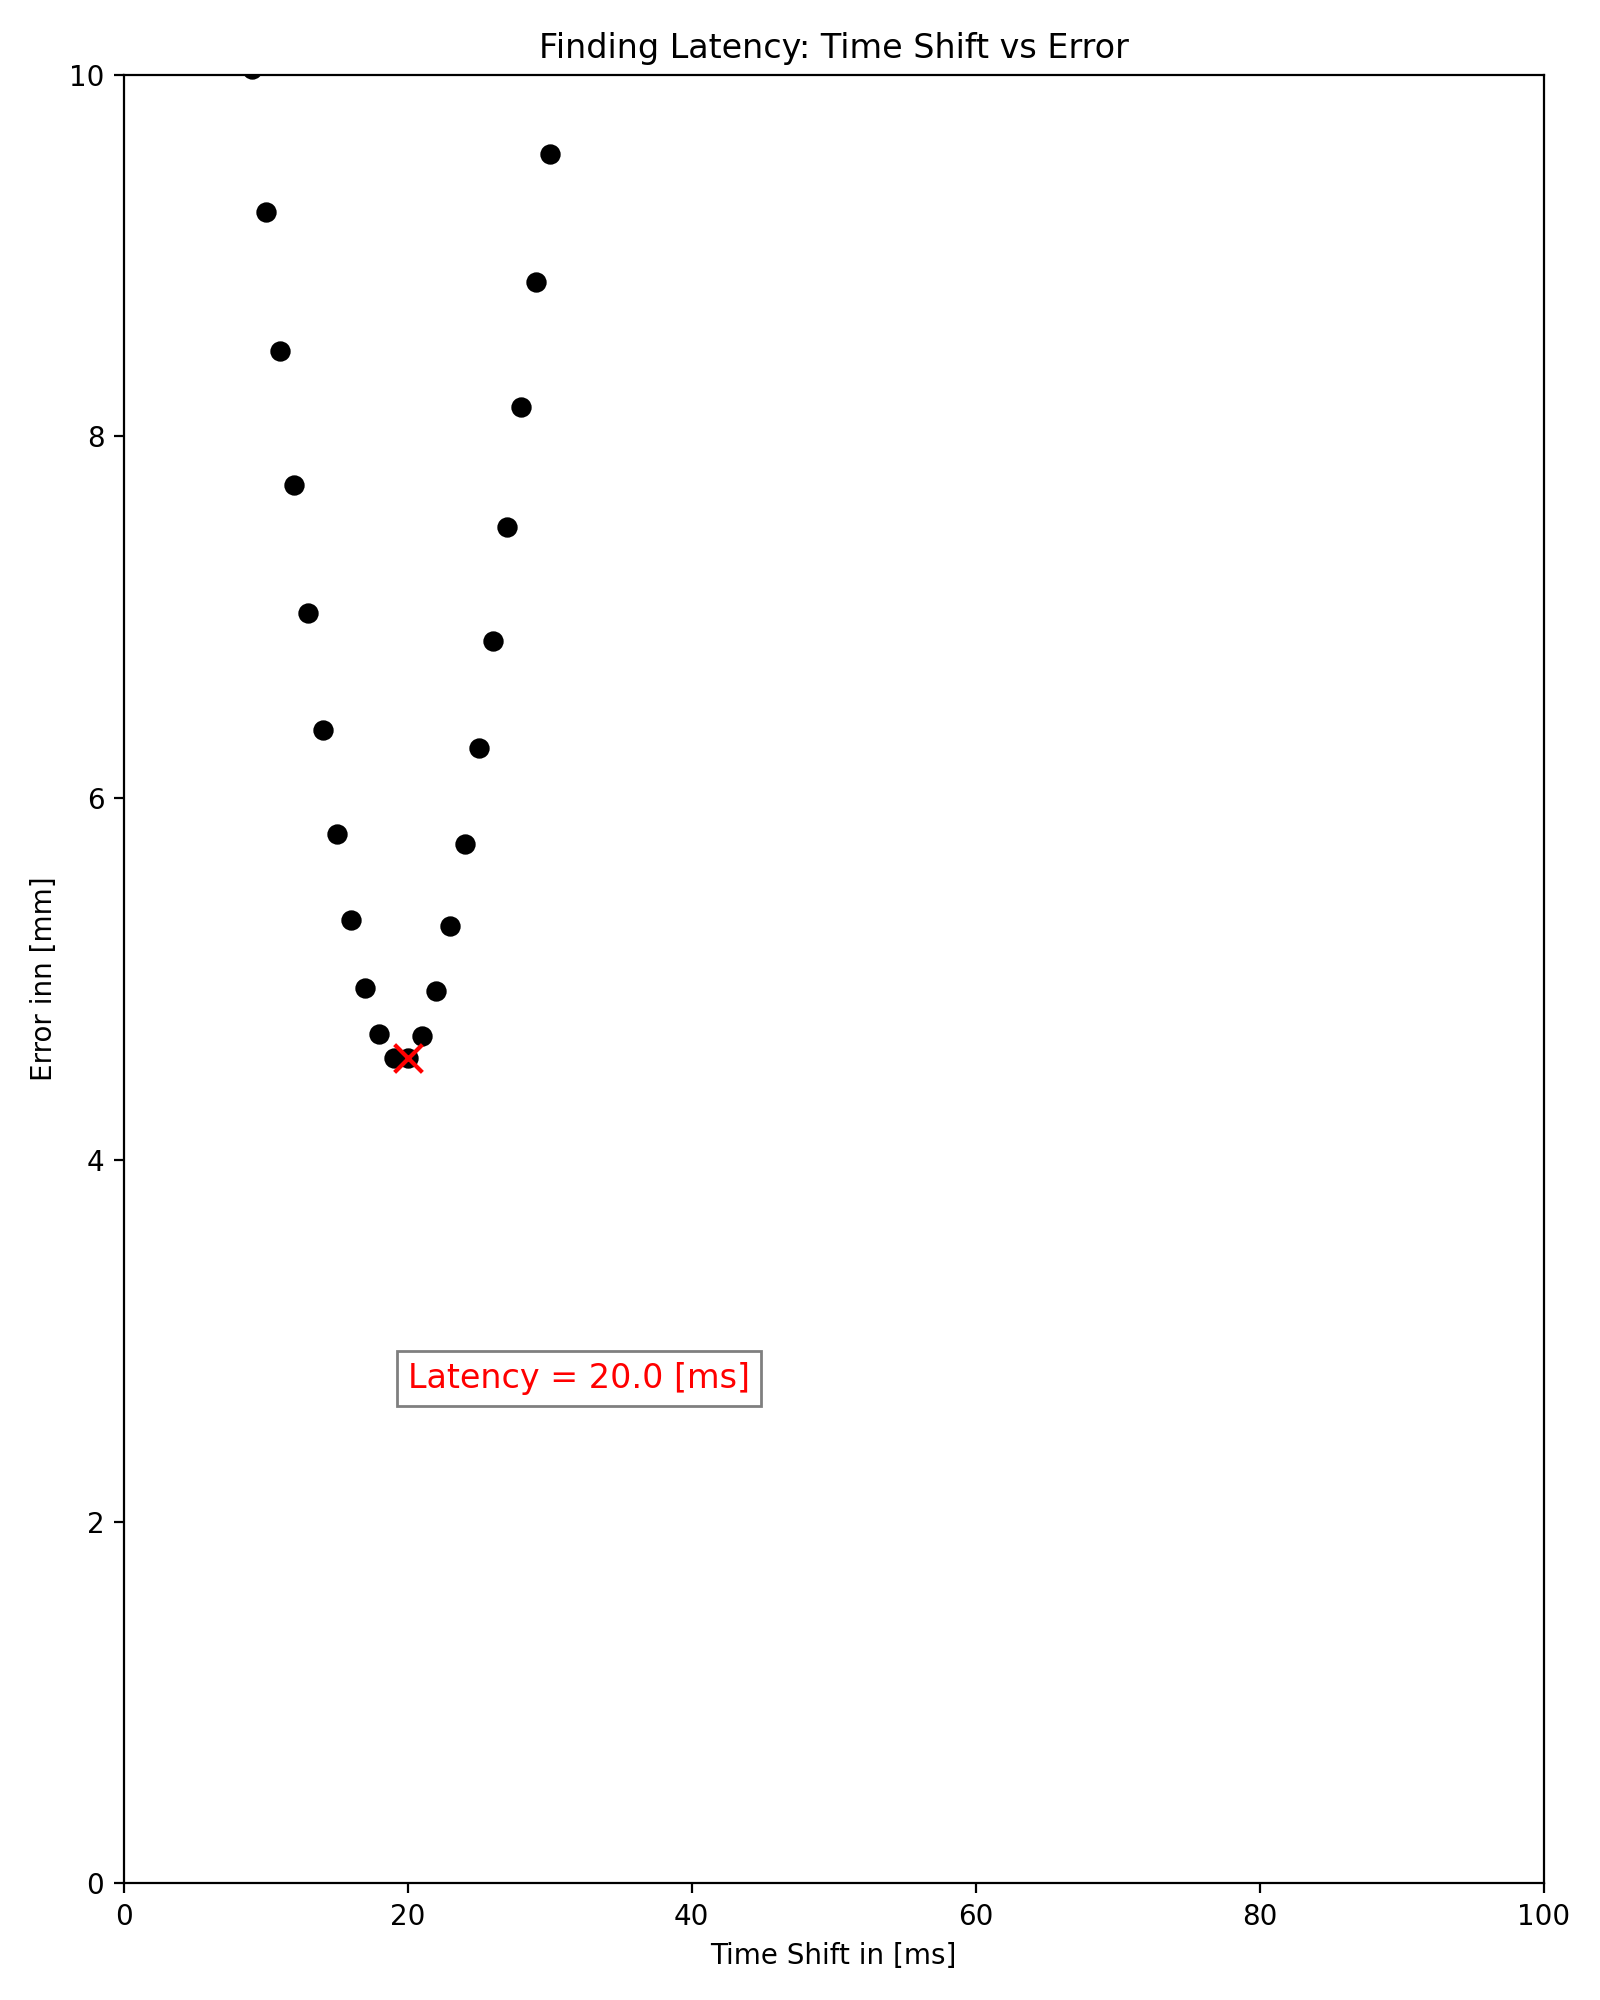 Finding Latency: Time Shift vs Error
10
8
6
4
2
0
Error inn [mm]
Latency = 20.0 [ms]
0 20 40 60 80 100
Time Shift in [ms]